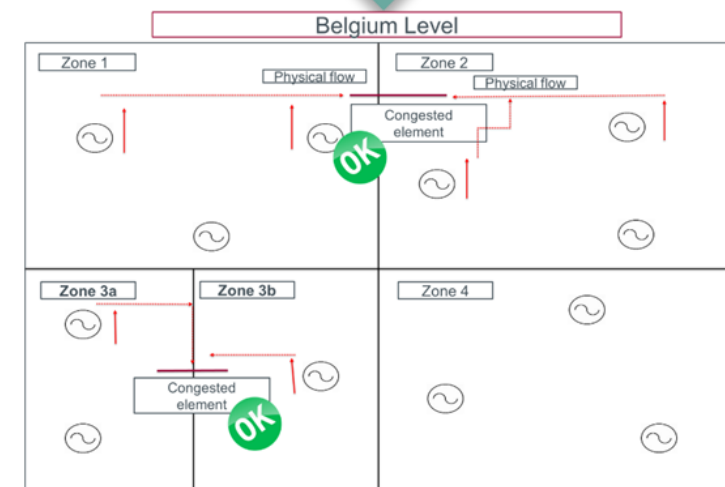 Belgium Level
Zone 1
Zone 2
Physical flow
Physical flow
Congested
element
OK
Zone 3a
Zone 3b
Zone 4
Congested
element
OK